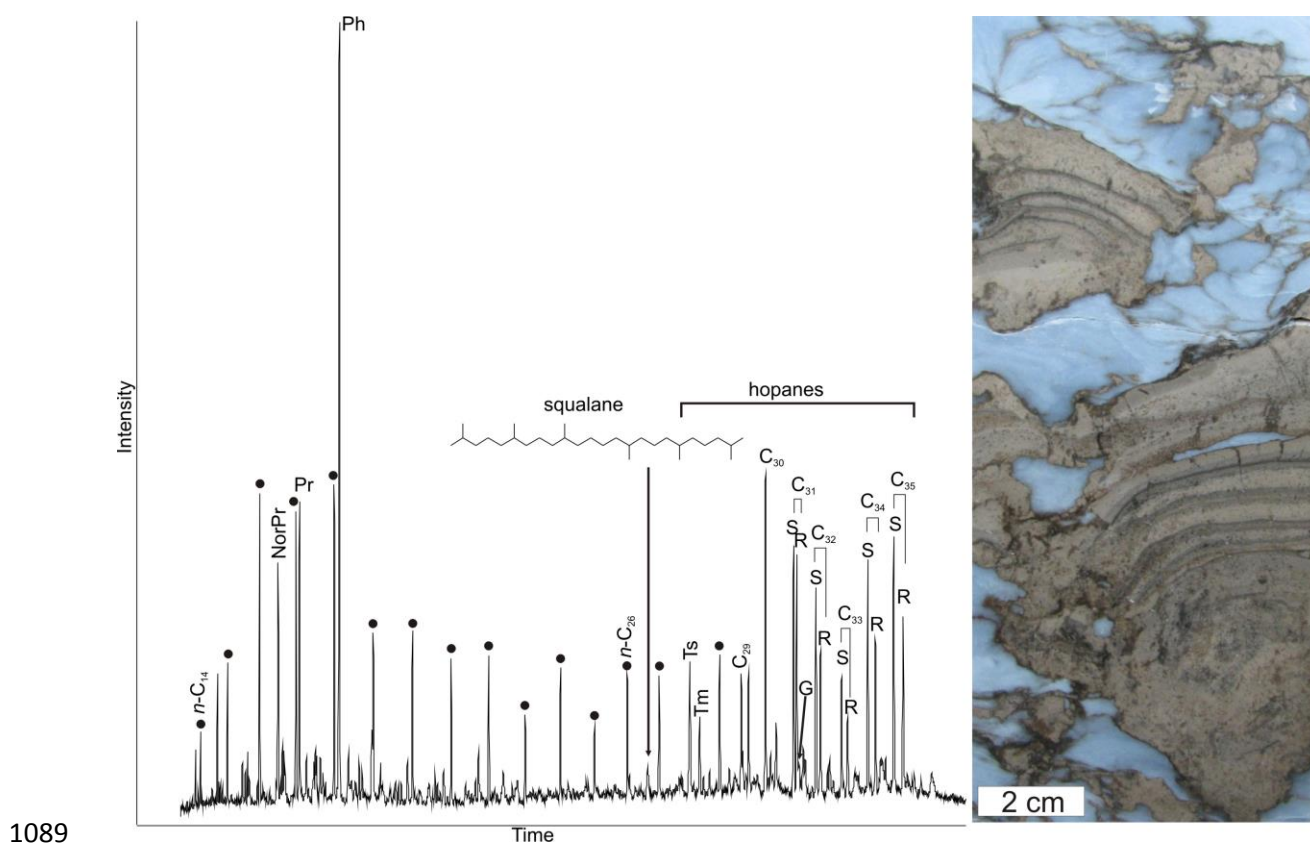 Ph
Intensity
n-C14
NorPr
Pr
squalane
hopanes
n-C26
Ts
Tm
C29
C30
C31
S
R
G
C32
S
R
C33
S
R
C34
S
R
C35
S
R
Time
2 cm
1089